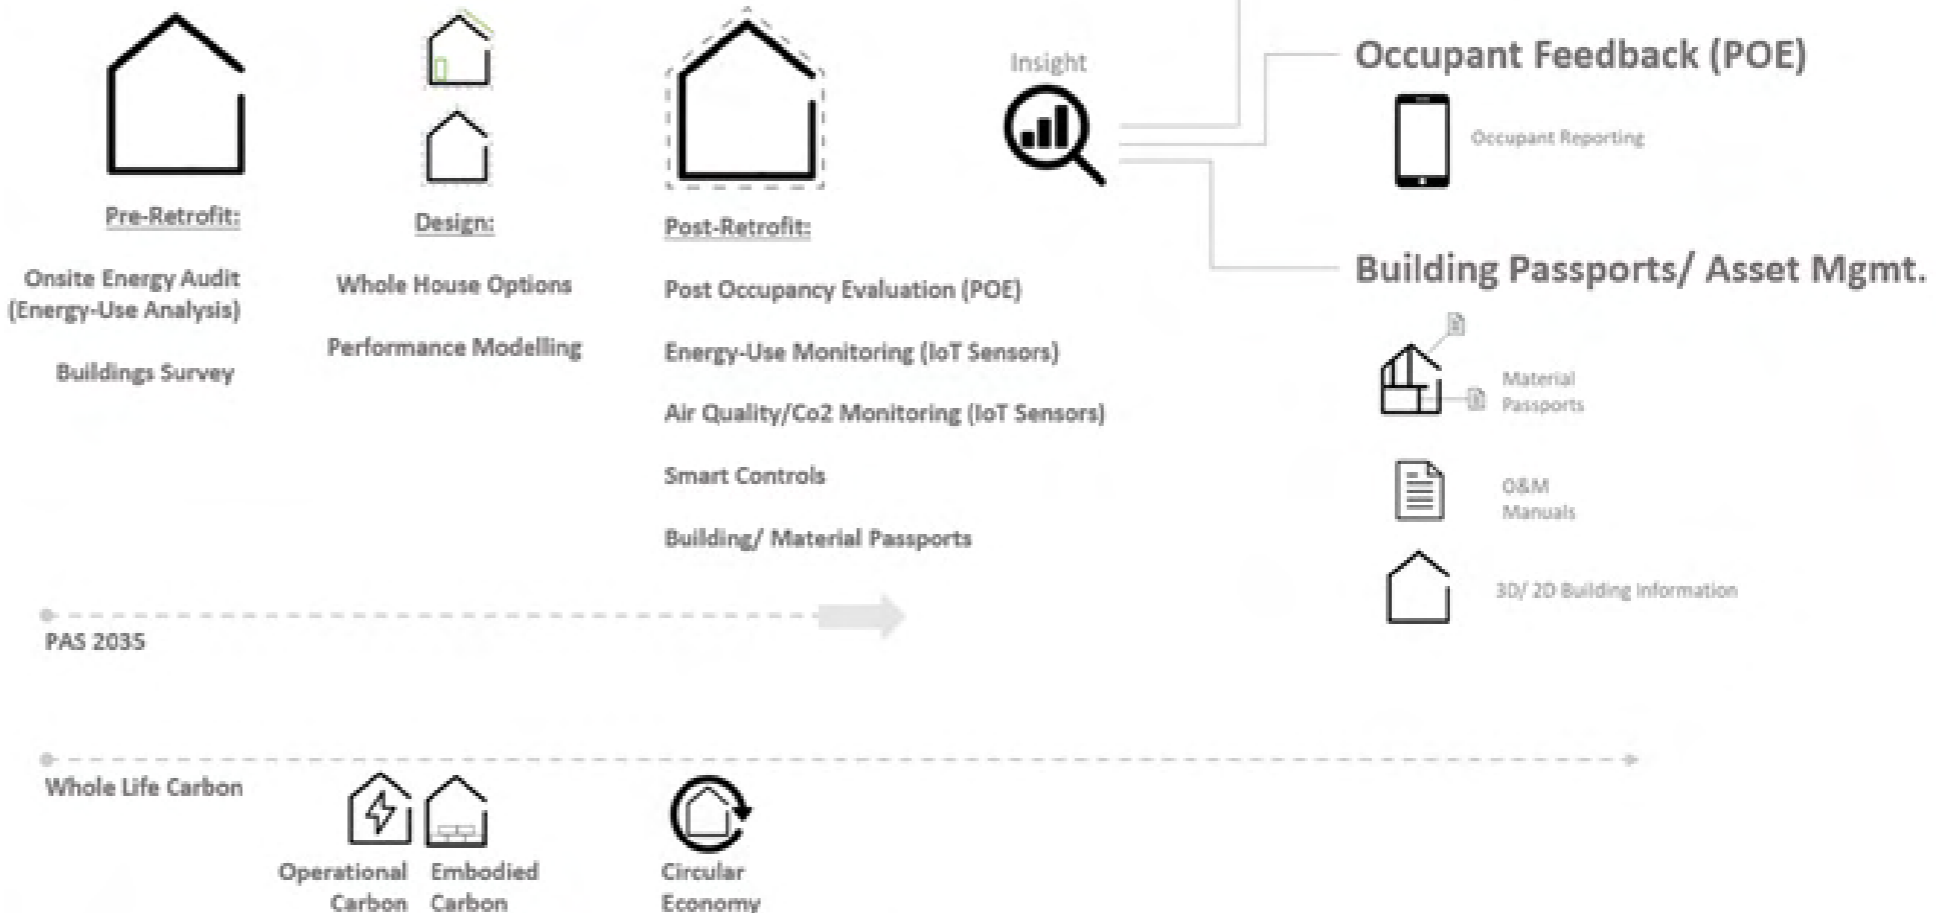 Pre-Retrofit:
Onsite Energy Audit
(Energy-Use Analysis)
Buildings Survey
Design:
Whole House Options
Performance Modelling
Post-Retrofit:
Post Occupancy Evaluation (POE)
Energy-Use Monitoring (IoT Sensors)
Air Quality/Co2 Monitoring (IoT Sensors)
Smart Controls
Building/ Material Passports
Insight
Occupant Feedback (POE)
Occupant Reporting
Building Passports/ Asset Mgmt.
Material
Passports
O&M
Manuals
3D/ 2D Building Information
PAS 2035
Whole Life Carbon
Operational
Carbon
Embodied
Carbon
Circular
Economy